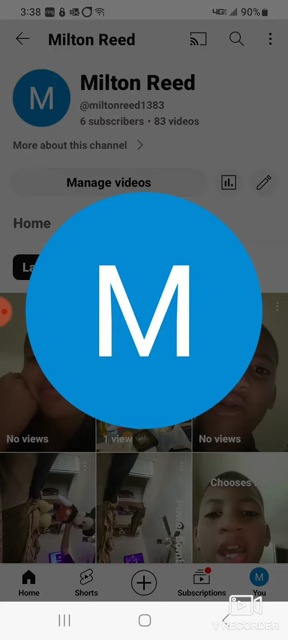 3:38
90%
Milton Reed
M
Milton Reed
@miltonreed1383
6 subscribers • 83 videos
More about this channel
Manage videos
Home
M
No views
1 view
No views
Chooses
Home
Shorts
Subscriptions
M
You
V RECORDER